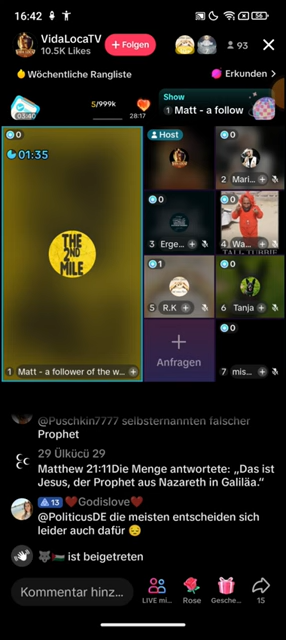 16:42
56
VidaLocaTV
10.5K Likes
+ Folgen
93
Wöchentliche Rangliste
Erkunden >
03:40
5/999k
28:17
Show
1 Matt - a follow
0
01:35
THE
2ND
MILE
1 Matt - a follower of the w... +
Host
0
2 Mari... +
0
3 Erge... +
0
4 Wa... +
1
5 R.K +
0
6 Tanja +
+
Anfragen
0
7 mis... +
@Puschkin7777 selbsternannten falscher
Prophet
29 Ülkücü 29
Matthew 21:11Die Menge antwortete: „Das ist
Jesus, der Prophet aus Nazareth in Galiläa.“
13 ❤️Godislove❤️
@PoliticusDE die meisten entscheiden sich
leider auch dafür 😔
🐺🇵🇸 ist beigetreten
Kommentar hinz...
LIVE mi...
Rose
Gesche...
15